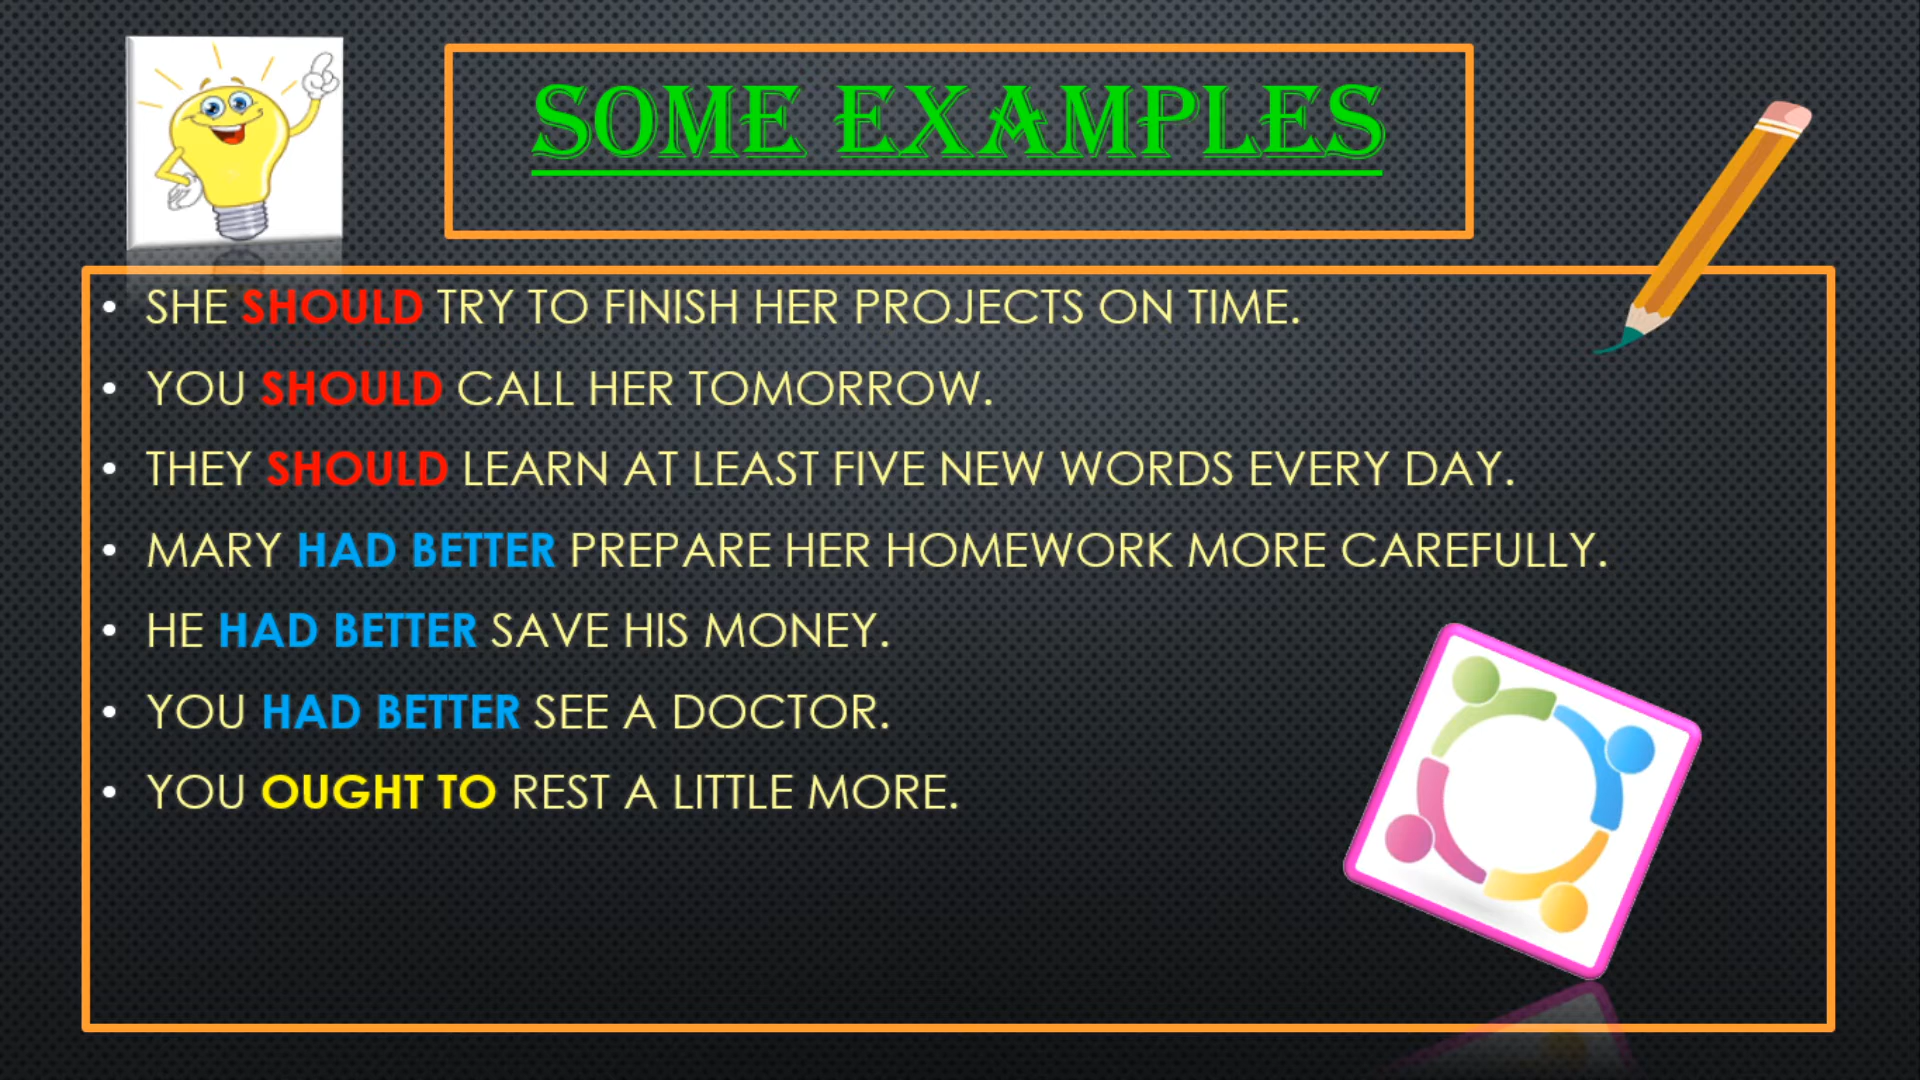 SOME EXAMPLES
• SHE SHOULD TRY TO FINISH HER PROJECTS ON TIME.
• YOU SHOULD CALL HER TOMORROW.
• THEY SHOULD LEARN AT LEAST FIVE NEW WORDS EVERY DAY.
• MARY HAD BETTER PREPARE HER HOMEWORK MORE CAREFULLY.
• HE HAD BETTER SAVE HIS MONEY.
• YOU HAD BETTER SEE A DOCTOR.
• YOU OUGHT TO REST A LITTLE MORE.